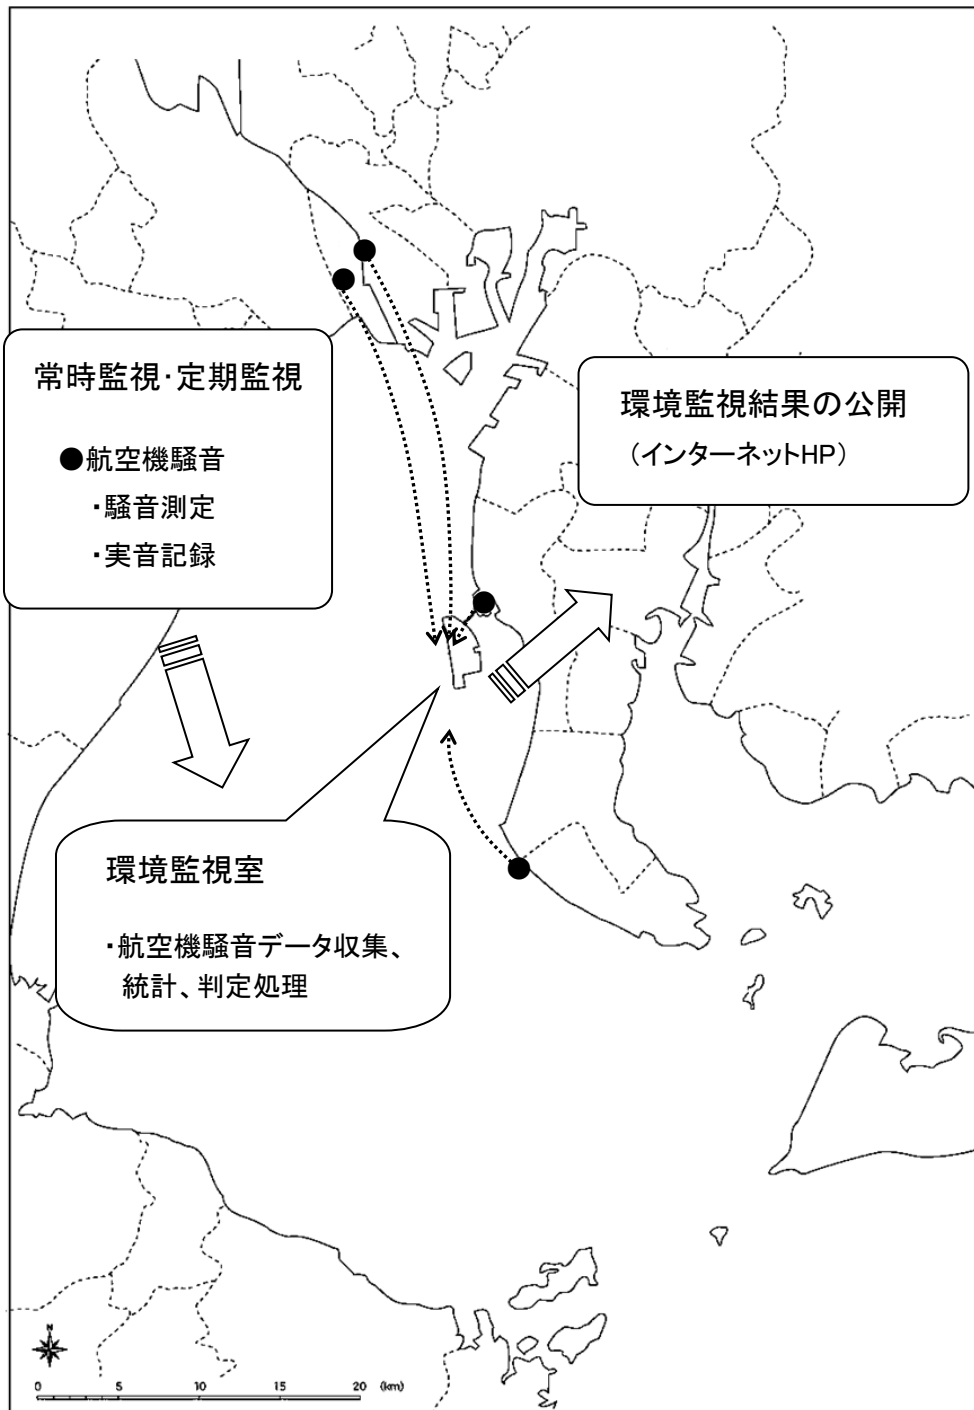 常時監視・定期監視
●航空機騒音
・騒音測定
・実音記録
環境監視結果の公開
（インターネットHP）
環境監視室
・航空機騒音データ収集、
統計、判定処理
N
0 5 10 15 20 (km)